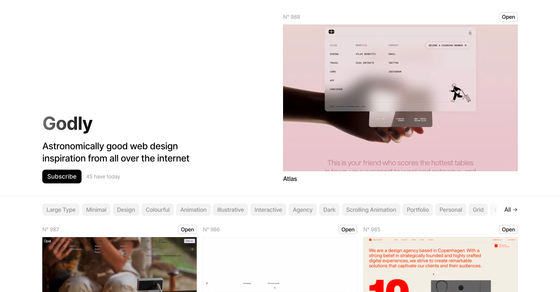 Nº 988
Open
This is your friend who scores the hottest tables
Atlas
Godly
Astronomically good web design
inspiration from all over the internet
Subscribe
45 have today
Large Type
Minimal
Design
Colourful
Animation
Illustrative
Interactive
Agency
Dark
Scrolling Animation
Portfolio
Personal
Grid
All →
Nº 987
Open
Nº 986
Open
Nº 985
Open
We are a design agency based in Copenhagen. With a
strong belief in strategically founded and highly crafted
digital experiences, we strive to create remarkable
solutions that captivate our clients and their audiences.